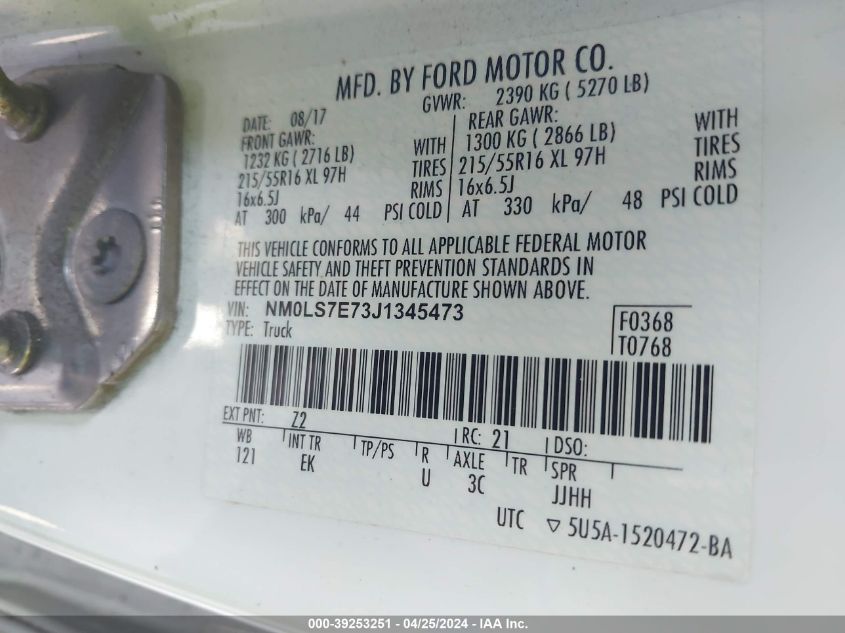 MFD. BY FORD MOTOR CO.
DATE: 08/17 GVWR: 2390 KG ( 5270 LB)
FRONT GAWR: REAR GAWR:
1232 KG ( 2716 LB) WITH 1300 KG ( 2866 LB) WITH
215/55R16 XL 97H TIRES 215/55R16 XL 97H TIRES
16x6.5J RIMS 16x6.5J RIMS
AT 300 kPa/ 44 PSI COLD AT 330 kPa/ 48 PSI COLD
THIS VEHICLE CONFORMS TO ALL APPLICABLE FEDERAL MOTOR
VEHICLE SAFETY AND THEFT PREVENTION STANDARDS IN
EFFECT ON THE DATE OF MANUFACTURE SHOWN ABOVE.
VIN: NM0LS7E73J1345473 F0368
TYPE: Truck T0768
EXT PNT: Z2 RC: 21 DSO:
WB INT TR TP/PS R AXLE TR SPR
121 EK U 3C JJHH
UTC ▽ 5U5A-1520472-BA
000-39253251 - 04/25/2024 - IAA Inc.